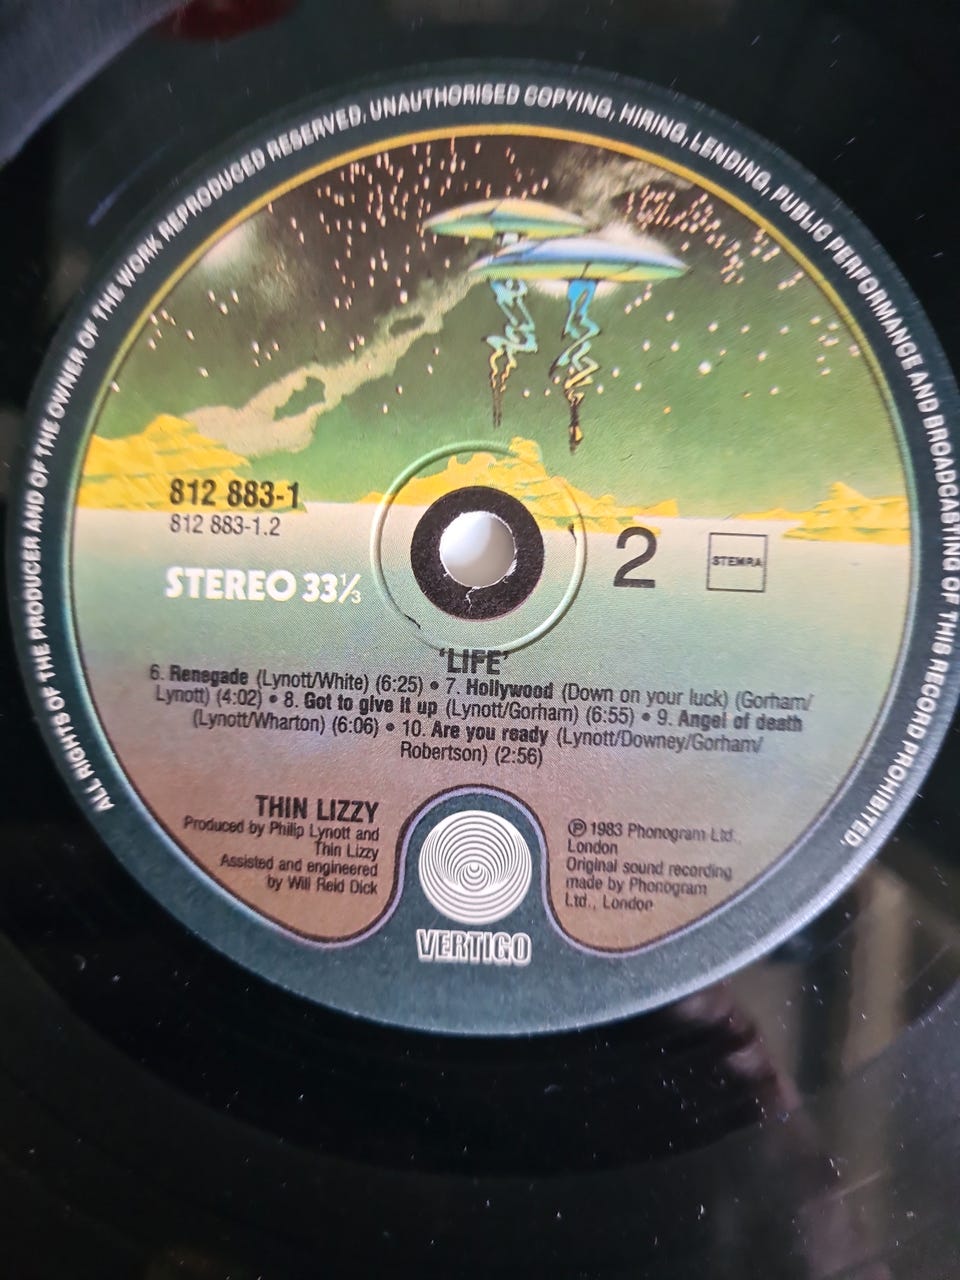 ALL RIGHTS OF THE PRODUCER AND OF THE OWNER OF THE WORK REPRODUCED RESERVED. UNAUTHORISED COPYING, HIRING, LENDING, PUBLIC PERFORMANCE AND BROADCASTING OF THIS RECORD PROHIBITED.
812 883-1
812 883-1.2
STEREO 33⅓
2
STEMRA
'LIFE'
6. Renegade (Lynott/White) (6:25) • 7. Hollywood (Down on your luck) (Gorham/
Lynott) (4:02) • 8. Got to give it up (Lynott/Gorham) (6:55) • 9. Angel of death
(Lynott/Wharton) (6:06) • 10. Are you ready (Lynott/Downey/Gorham/
Robertson) (2:56)
THIN LIZZY
Produced by Philip Lynott and
Thin Lizzy
Assisted and engineered
by Will Reid Dick
℗ 1983 Phonogram Ltd.,
London
Original sound recording
made by Phonogram
Ltd., London
VERTIGO